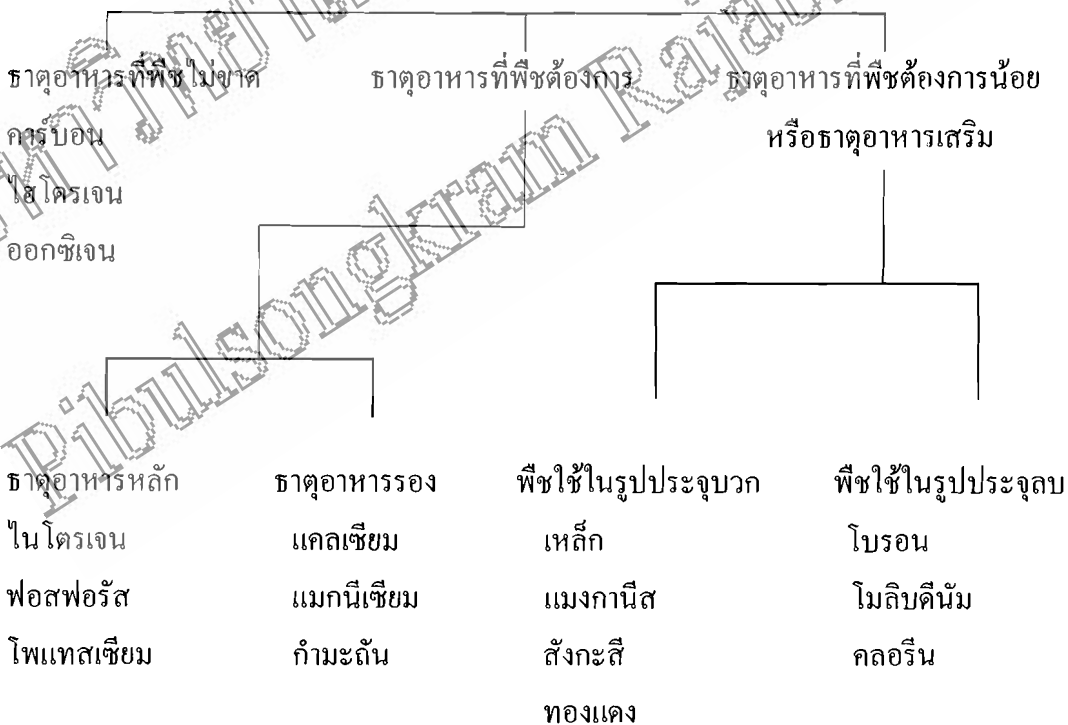 ธาตุอาหารที่พืชไม่ขาด
คาร์บอน
ไฮโดรเจน
ออกซิเจน
ธาตุอาหารที่พืชต้องการ
ธาตุอาหารที่พืชต้องการน้อย
หรือธาตุอาหารเสริม
ธาตุอาหารหลัก
ไนโตรเจน
ฟอสฟอรัส
โพแทสเซียม
ธาตุอาหารรอง
แคลเซียม
แมกนีเซียม
กำมะถัน
พืชใช้ในรูปประจุบวก
เหล็ก
แมงกานีส
สังกะสี
ทองแดง
พืชใช้ในรูปประจุลบ
โบรอน
โมลิบดีนัม
คลอรีน
Pibulsongkram